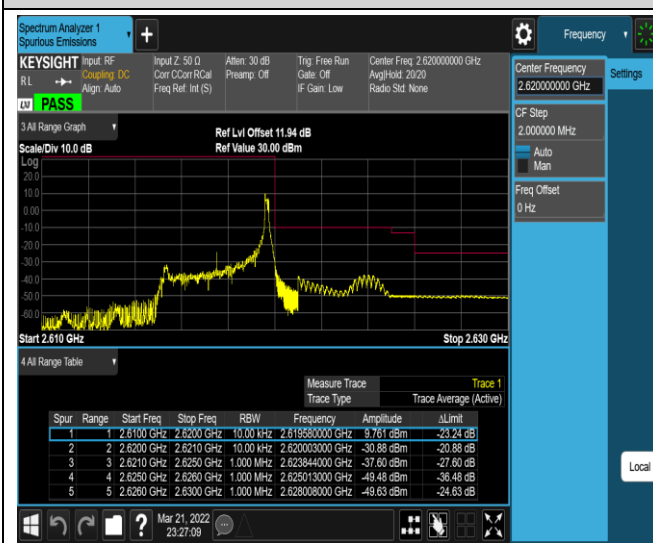 Spectrum Analyzer 1
Spurious Emissions
Frequency
KEYSIGHT
RL
Input: RF
Coupling: DC
Align: Auto
Input Z: 50 Ω
Corr CCorr RCal
Freq Ref: Int (S)
Atten: 30 dB
Preamp: Off
Trig: Free Run
Gate: Off
IF Gain: Low
Center Freq: 2.620000000 GHz
Avg|Hold: 20/20
Radio Std: None
PASS
Center Frequency
2.620000000 GHz
Settings
CF Step
2.000000 MHz
Auto
Man
Freq Offset
0 Hz
3 All Range Graph
Ref Lvl Offset 11.94 dB
Scale/Div 10.0 dB
Ref Value 30.00 dBm
Log
20.0
10.0
0.00
-10.0
-20.0
-30.0
-40.0
-50.0
-60.0
Start 2.610 GHz
Stop 2.630 GHz
4 All Range Table
Measure Trace Trace 1
Trace Type Trace Average (Active)
Spur Range Start Freq Stop Freq RBW Frequency Amplitude ΔLimit
1 1 2.6100 GHz 2.6200 GHz 10.00 kHz 2.619580000 GHz 9.761 dBm -23.24 dB
2 2 2.6200 GHz 2.6210 GHz 10.00 kHz 2.620003000 GHz -30.88 dBm -20.88 dB
3 3 2.6210 GHz 2.6250 GHz 1.000 MHz 2.623844000 GHz -37.60 dBm -27.60 dB
4 4 2.6250 GHz 2.6260 GHz 1.000 MHz 2.625013000 GHz -49.48 dBm -36.48 dB
5 5 2.6260 GHz 2.6300 GHz 1.000 MHz 2.628008000 GHz -49.63 dBm -24.63 dB
Local
Mar 21, 2022
23:27:09